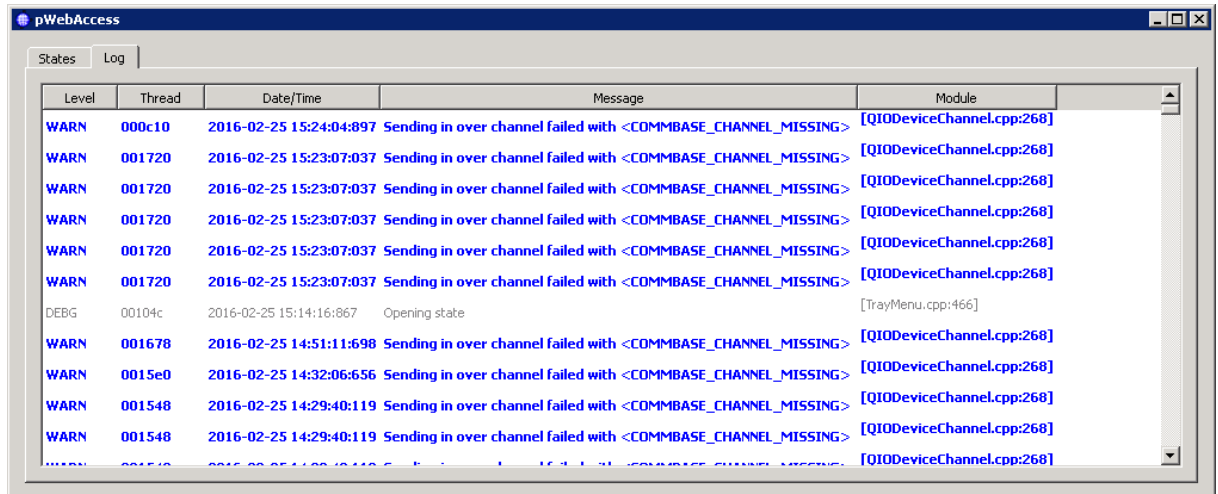 pWebAccess
States Log
Level Thread Date/Time Message Module
WARN 000c10 2016-02-25 15:24:04:897 Sending in over channel failed with <COMMBASE_CHANNEL_MISSING> [QIODeviceChannel.cpp:268]
WARN 001720 2016-02-25 15:23:07:037 Sending in over channel failed with <COMMBASE_CHANNEL_MISSING> [QIODeviceChannel.cpp:268]
WARN 001720 2016-02-25 15:23:07:037 Sending in over channel failed with <COMMBASE_CHANNEL_MISSING> [QIODeviceChannel.cpp:268]
WARN 001720 2016-02-25 15:23:07:037 Sending in over channel failed with <COMMBASE_CHANNEL_MISSING> [QIODeviceChannel.cpp:268]
WARN 001720 2016-02-25 15:23:07:037 Sending in over channel failed with <COMMBASE_CHANNEL_MISSING> [QIODeviceChannel.cpp:268]
WARN 001720 2016-02-25 15:23:07:037 Sending in over channel failed with <COMMBASE_CHANNEL_MISSING> [QIODeviceChannel.cpp:268]
DEBG 00104c 2016-02-25 15:14:16:867 Opening state [TrayMenu.cpp:466]
WARN 001678 2016-02-25 14:51:11:698 Sending in over channel failed with <COMMBASE_CHANNEL_MISSING> [QIODeviceChannel.cpp:268]
WARN 0015e0 2016-02-25 14:32:06:656 Sending in over channel failed with <COMMBASE_CHANNEL_MISSING> [QIODeviceChannel.cpp:268]
WARN 001548 2016-02-25 14:29:40:119 Sending in over channel failed with <COMMBASE_CHANNEL_MISSING> [QIODeviceChannel.cpp:268]
WARN 001548 2016-02-25 14:29:40:119 Sending in over channel failed with <COMMBASE_CHANNEL_MISSING> [QIODeviceChannel.cpp:268]
[QIODeviceChannel.cpp:268]